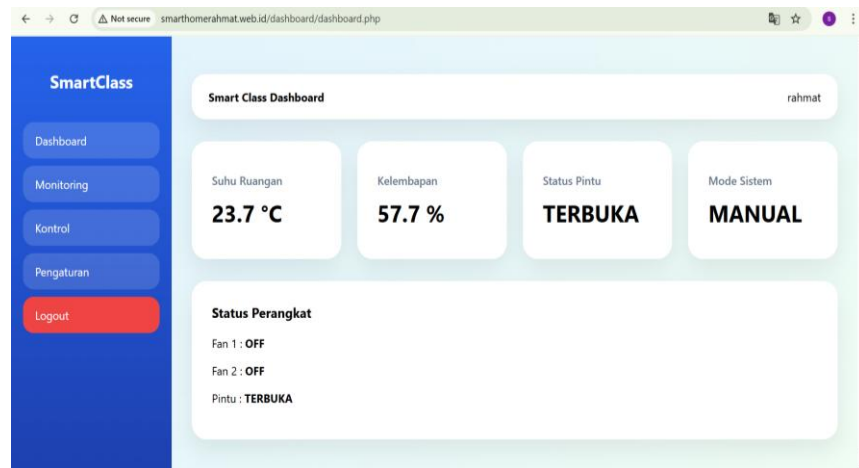 Not secure smarthomerahmat.web.id/dashboard/dashboard.php
SmartClass
Dashboard
Monitoring
Kontrol
Pengaturan
Logout
Smart Class Dashboard rahmat
Suhu Ruangan
23.7 °C
Kelembapan
57.7 %
Status Pintu
TERBUKA
Mode Sistem
MANUAL
Status Perangkat
Fan 1 : OFF
Fan 2 : OFF
Pintu : TERBUKA